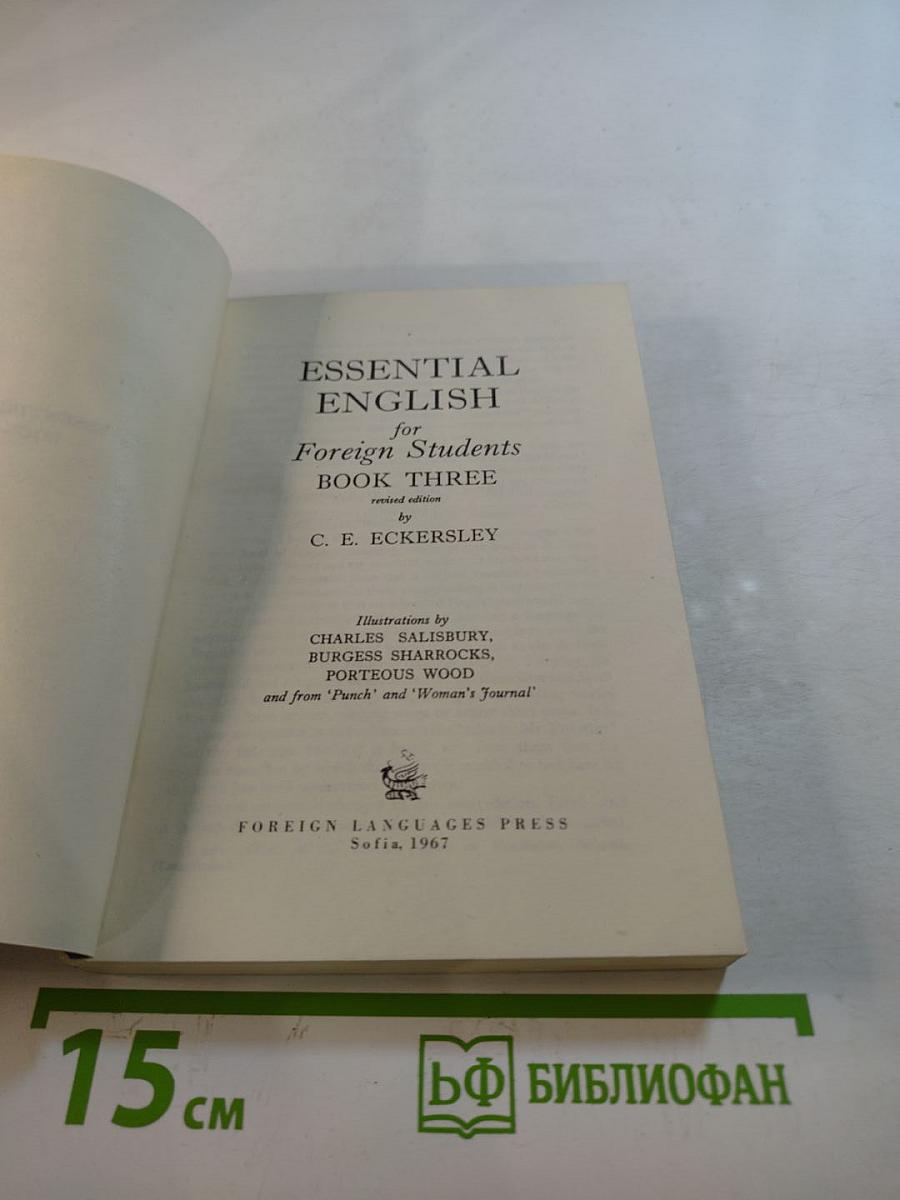 ESSENTIAL
ENGLISH
for
Foreign Students
BOOK THREE
revised edition
by
C. E. ECKERSLEY
Illustrations by
CHARLES SALISBURY,
BURGESS SHARROCKS,
PORTEOUS WOOD
and from 'Punch' and 'Woman's Journal'
FOREIGN LANGUAGES PRESS
Sofia, 1967
15 см
БФ БИБЛИОФАН